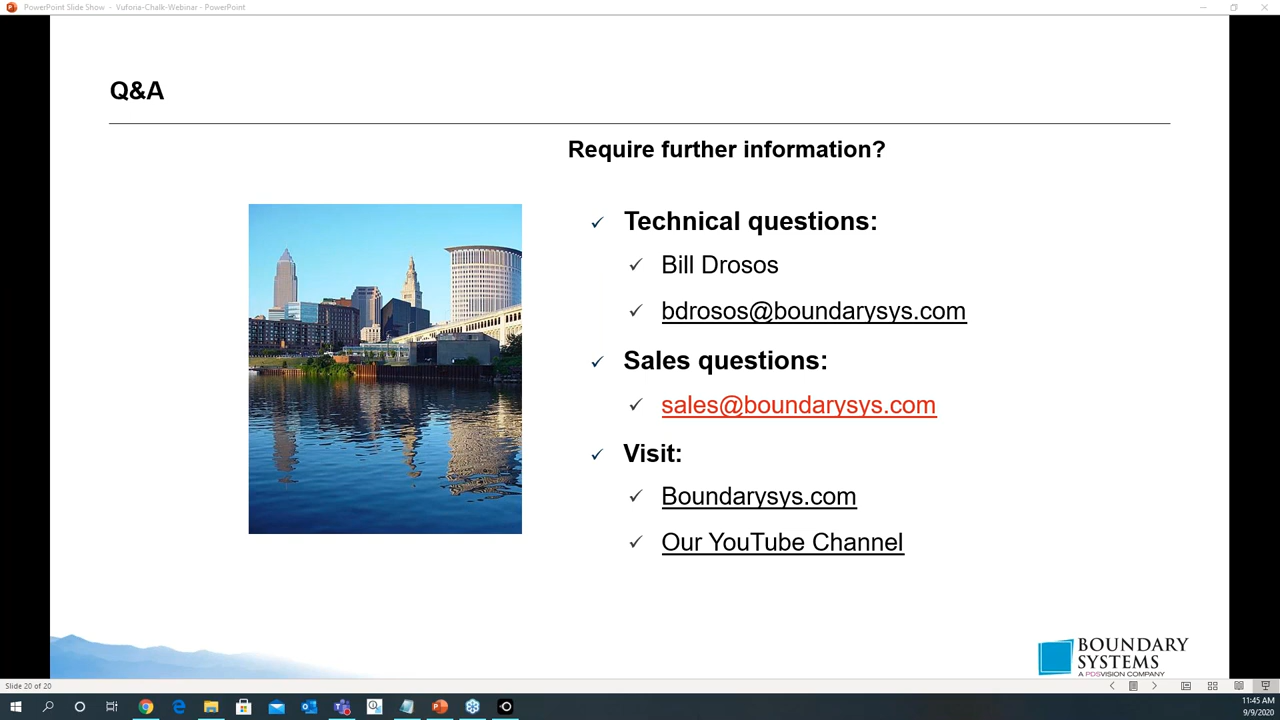 PowerPoint Slide Show - Vuforia-Chalk-Webinar - PowerPoint
Q&A
Require further information?
Technical questions:
Bill Drosos
bdrosos@boundarysys.com
Sales questions:
sales@boundarysys.com
Visit:
Boundarysys.com
Our YouTube Channel
BOUNDARY
SYSTEMS
A PDSVISION COMPANY
Slide 20 of 20
11:45 AM
9/9/2020